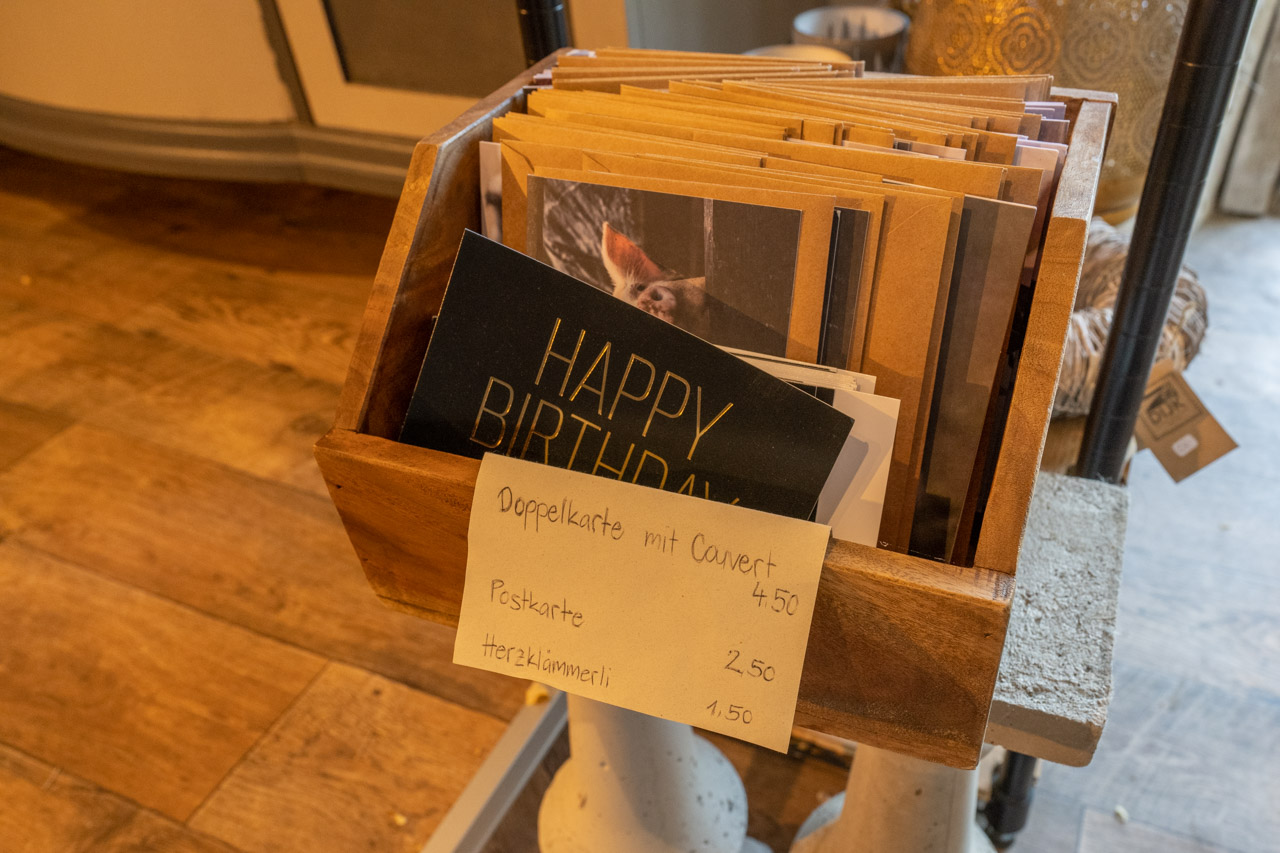 HAPPY
BIRTHDAY
Doppelkarte mit Couvert
4.50
Postkarte
2,50
Herzklämmerli
1.50